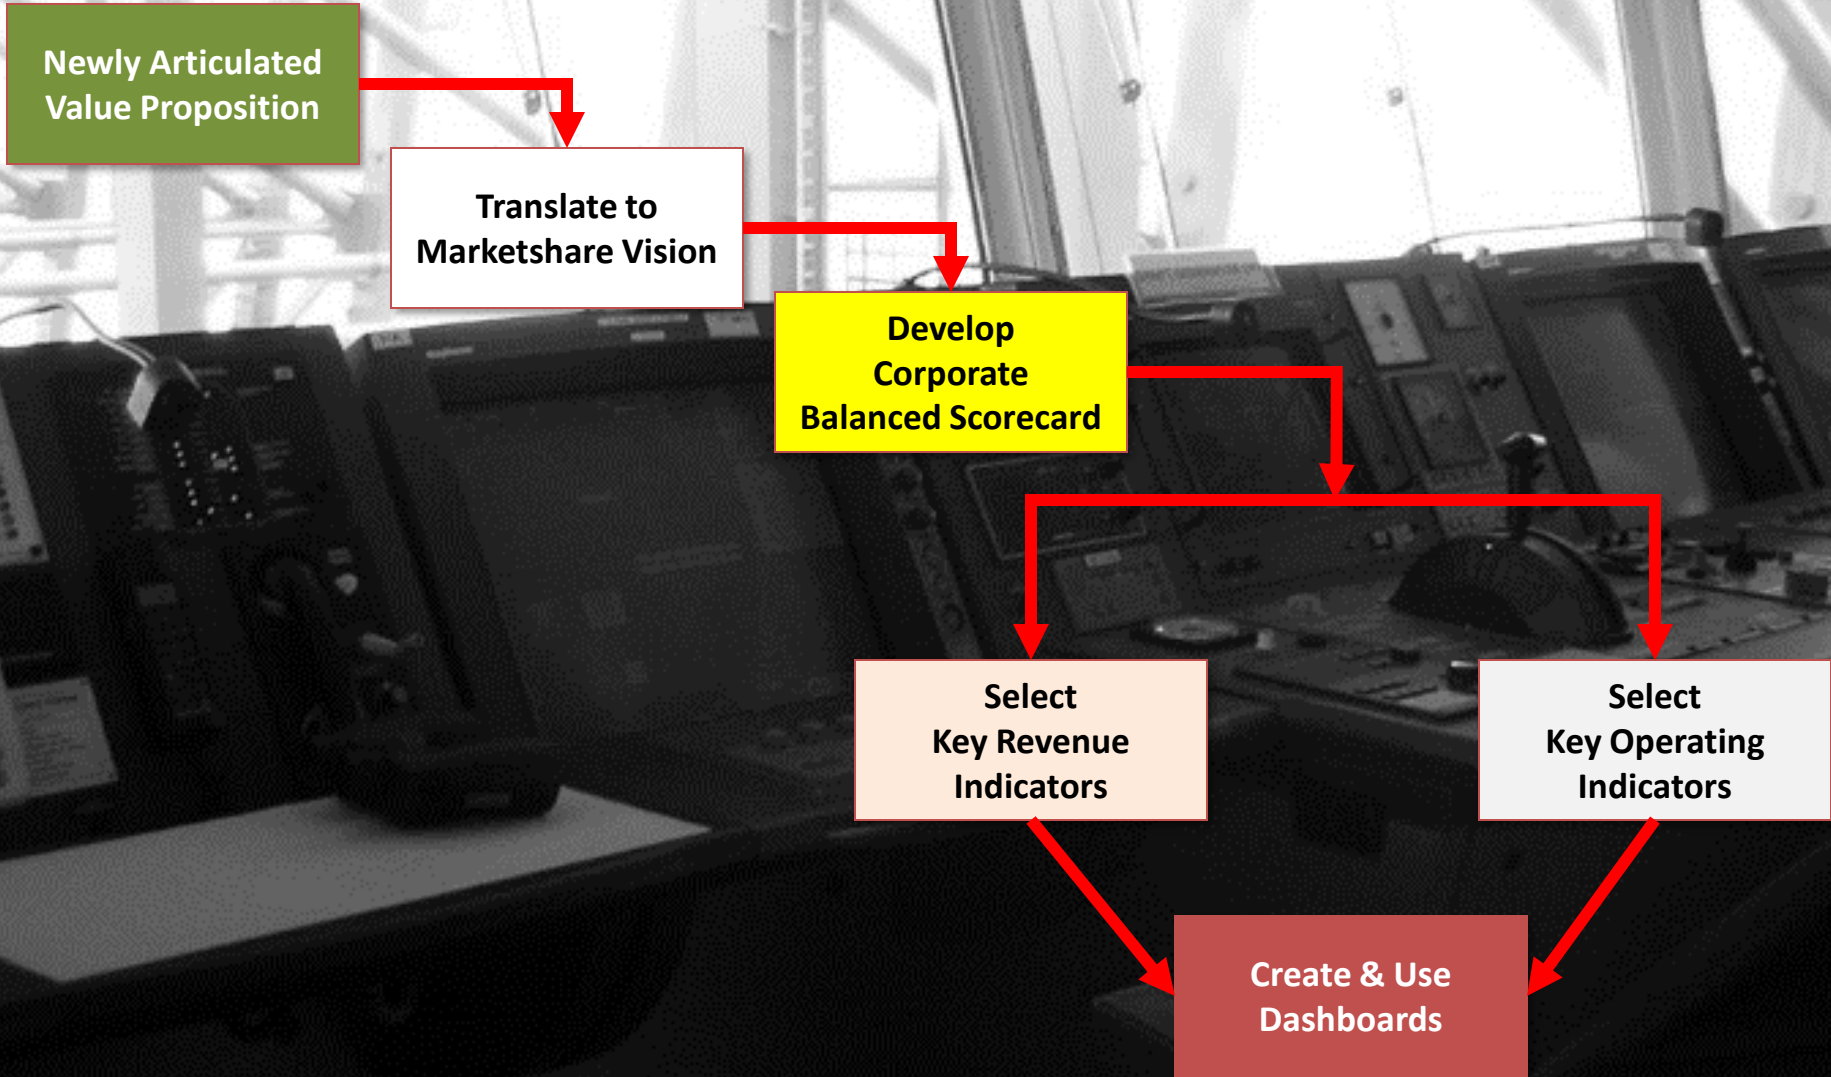 Newly Articulated
Value Proposition
Translate to
Marketshare Vision
Develop
Corporate
Balanced Scorecard
Select
Key Revenue
Indicators
Select
Key Operating
Indicators
Create & Use
Dashboards